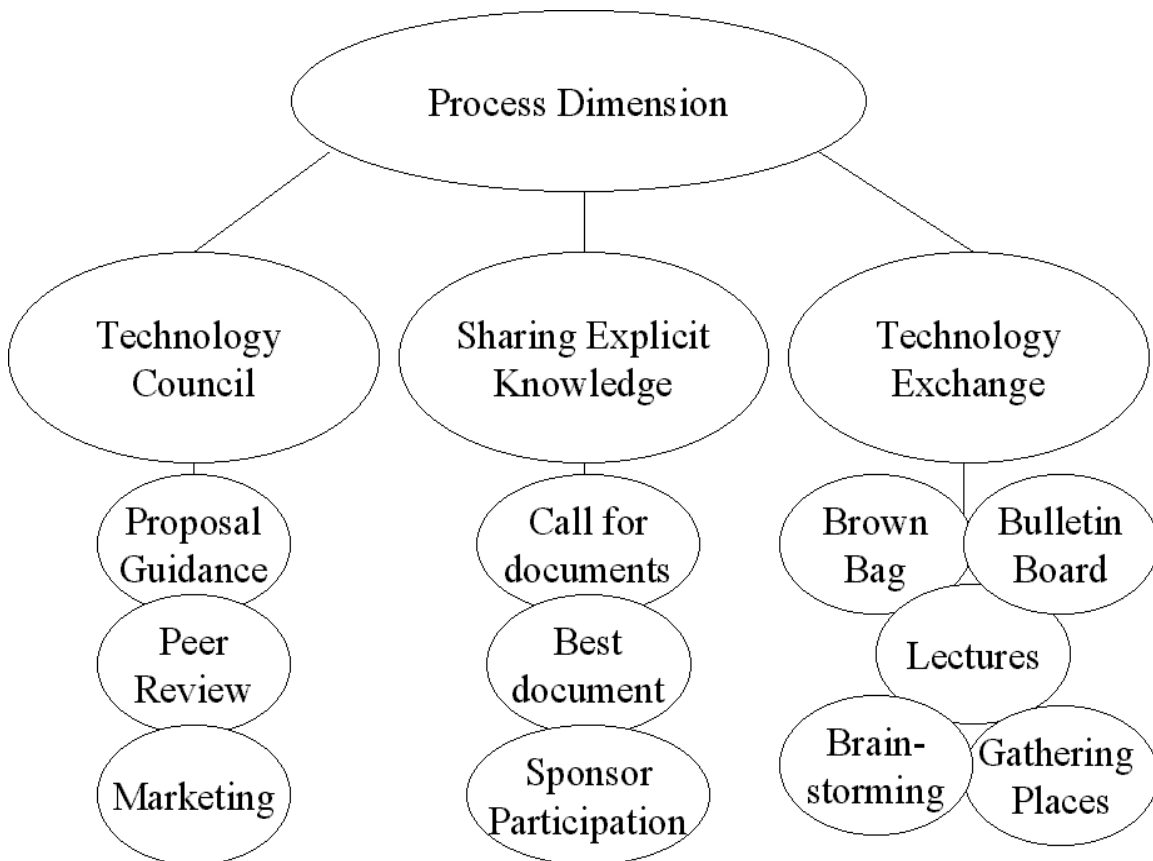 Process Dimension
Technology
Council
Sharing Explicit
Knowledge
Technology
Exchange
Proposal
Guidance
Peer
Review
Marketing
Call for
documents
Best
document
Sponsor
Participation
Brown
Bag
Bulletin
Board
Lectures
Brain-
storming
Gathering
Places